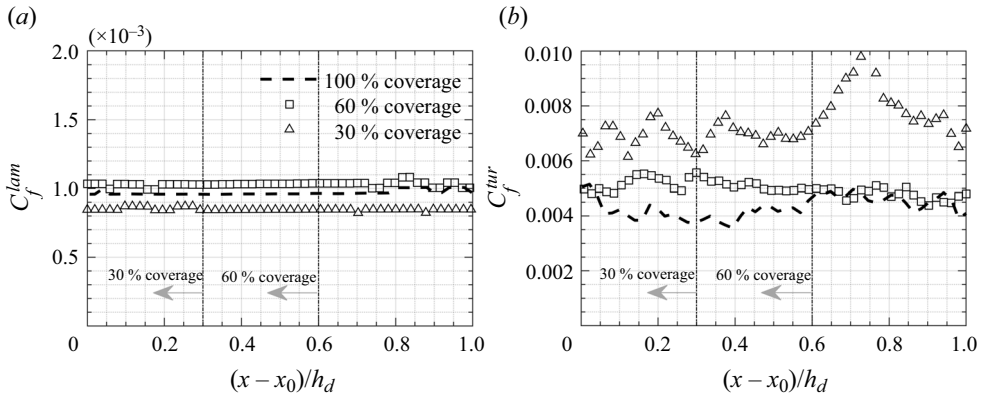 (a)
(×10⁻³)
2.0
1.5
1.0
0.5
C_f^{lam}
100 % coverage
60 % coverage
30 % coverage
30 % coverage
60 % coverage
0 0.2 0.4 0.6 0.8 1.0
(x – x₀)/h_d
(b)
0.010
0.008
0.006
0.004
0.002
C_f^{tur}
30 % coverage
60 % coverage
0 0.2 0.4 0.6 0.8 1.0
(x – x₀)/h_d